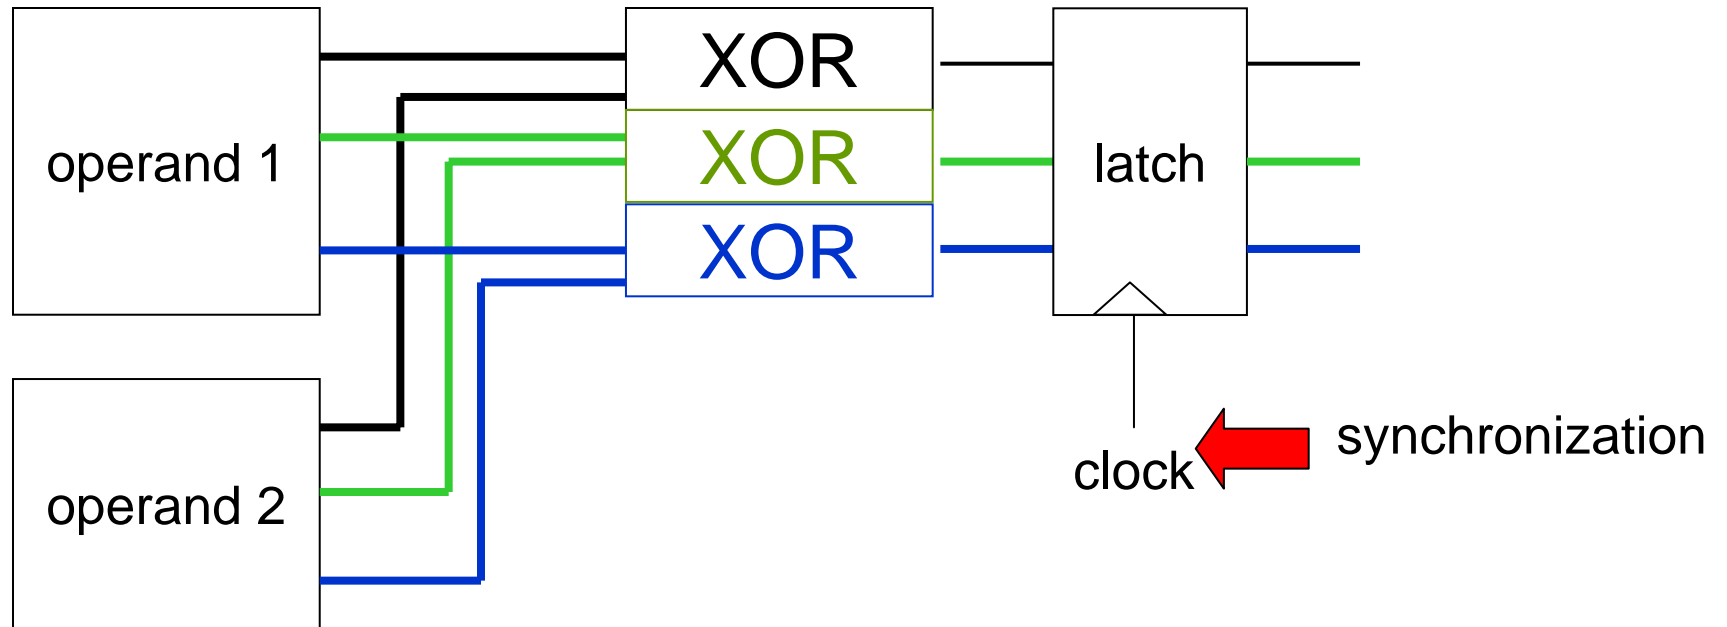 XOR
operand 1
XOR
latch
XOR
synchronization
clock
operand 2